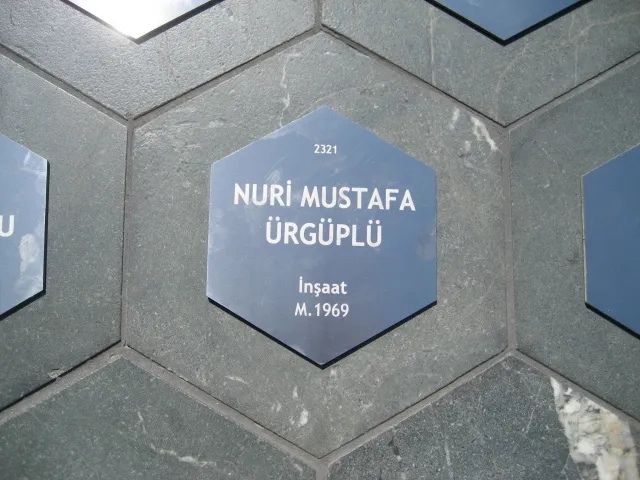 2321
NURİ MUSTAFA
ÜRGÜPLÜ
İnşaat
M.1969
U